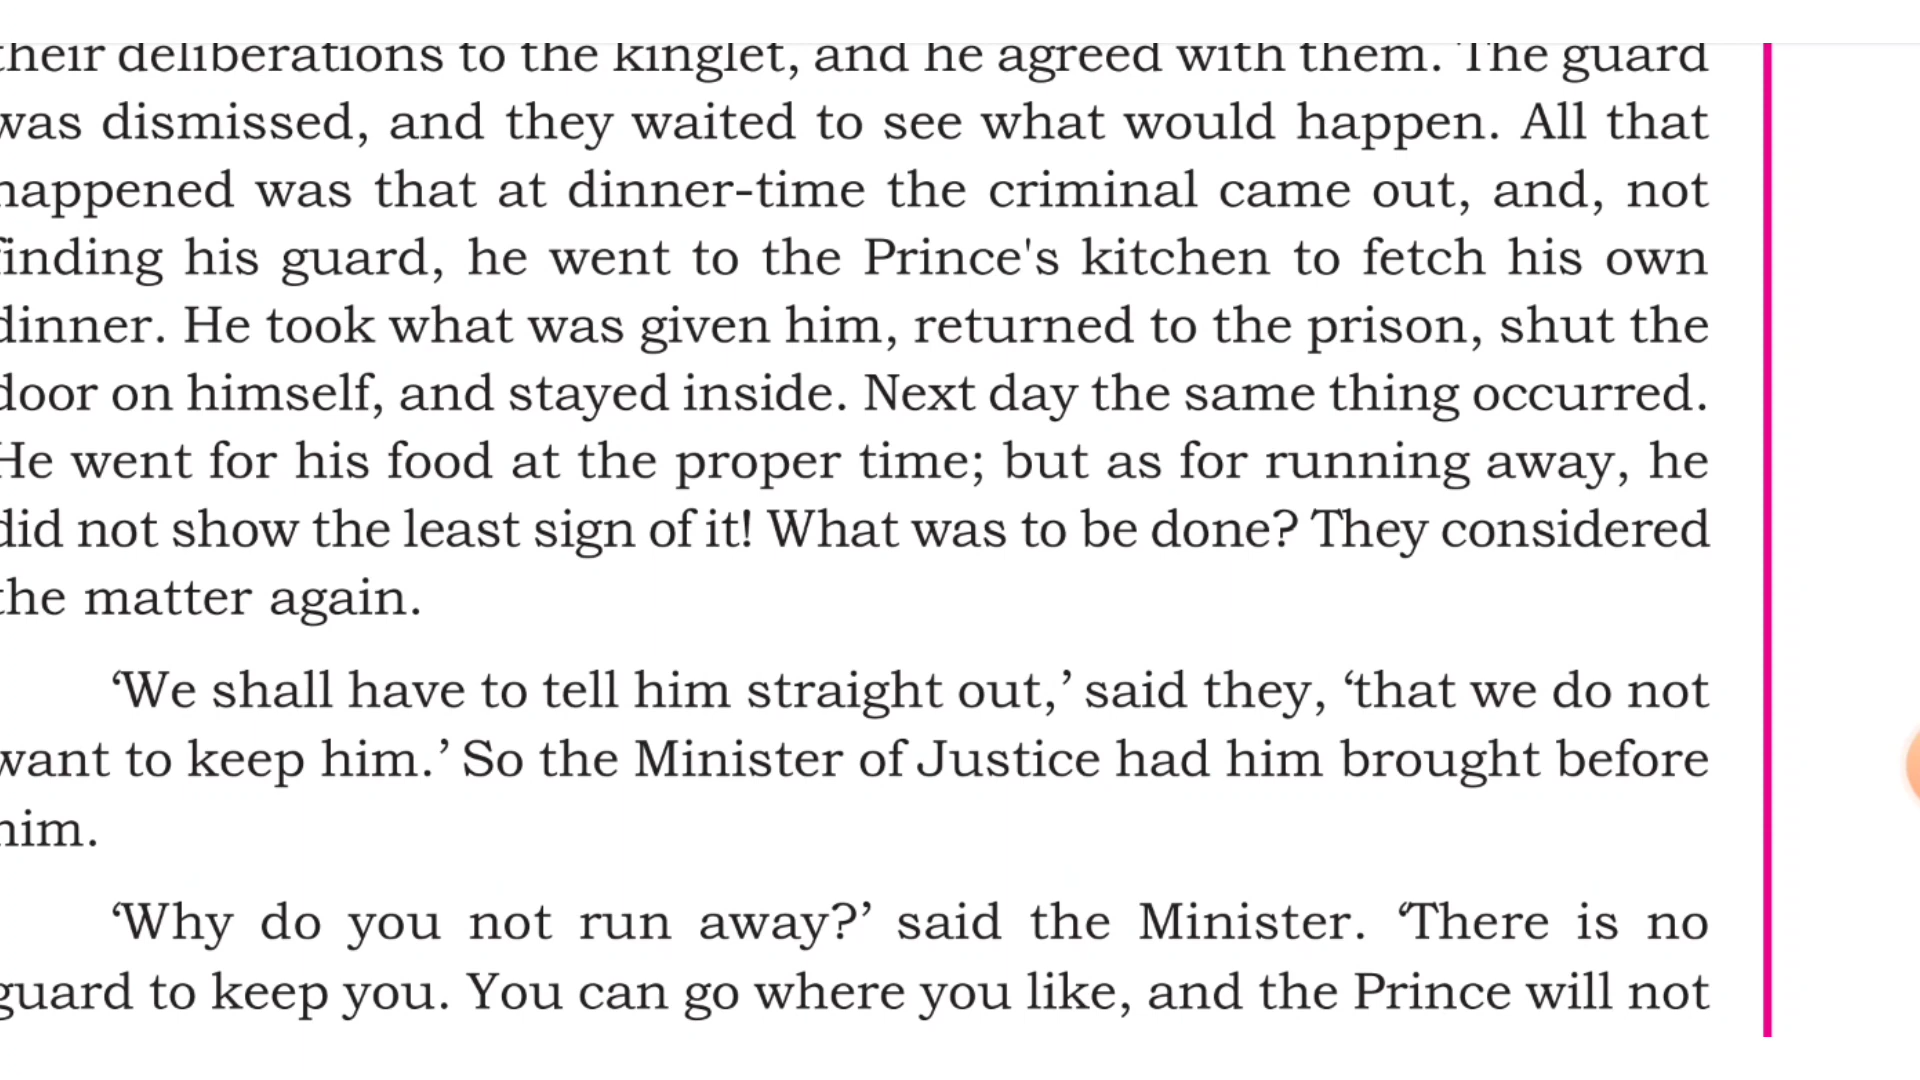 their deliberations to the kinglet, and he agreed with them. The guard
was dismissed, and they waited to see what would happen. All that
happened was that at dinner-time the criminal came out, and, not
finding his guard, he went to the Prince's kitchen to fetch his own
dinner. He took what was given him, returned to the prison, shut the
door on himself, and stayed inside. Next day the same thing occurred.
He went for his food at the proper time; but as for running away, he
did not show the least sign of it! What was to be done? They considered
the matter again.
‘We shall have to tell him straight out,’ said they, ‘that we do not
want to keep him.’ So the Minister of Justice had him brought before
him.
‘Why do you not run away?’ said the Minister. ‘There is no
guard to keep you. You can go where you like, and the Prince will not